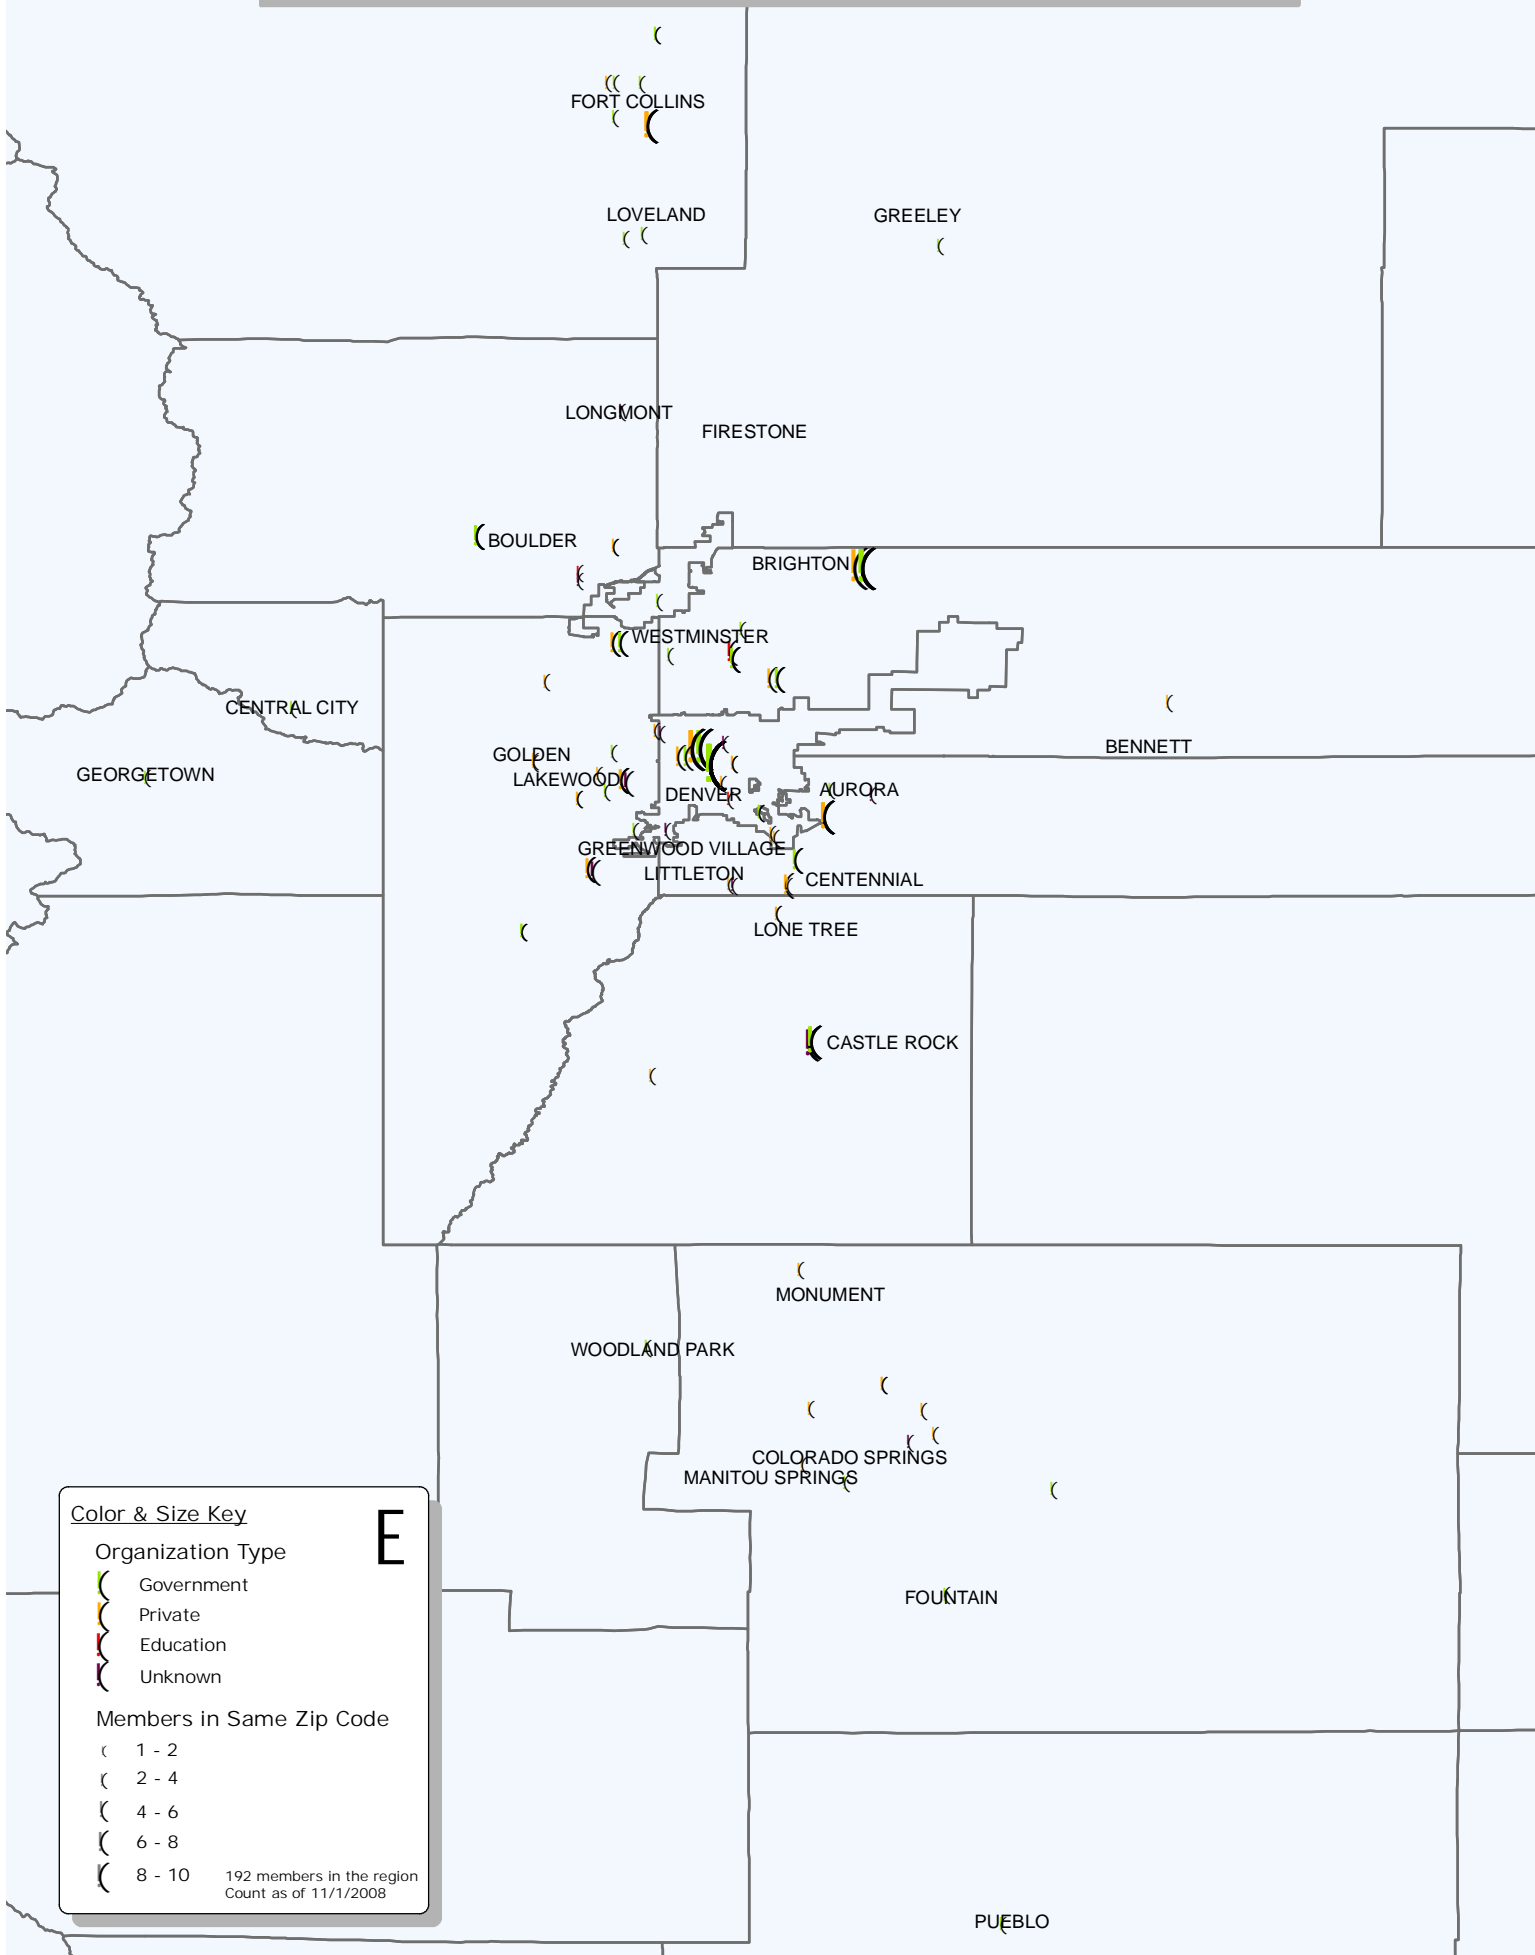 FORT COLLINS
LOVELAND
GREELEY
LONGMONT
FIRESTONE
BOULDER
BRIGHTON
WESTMINSTER
CENTRAL CITY
BENNETT
GOLDEN
GEORGETOWN
LAKEWOOD
DENVER
AURORA
GREENWOOD VILLAGE
LITTLETON
CENTENNIAL
LONE TREE
CASTLE ROCK
MONUMENT
WOODLAND PARK
COLORADO SPRINGS
MANITOU SPRINGS
FOUNTAIN
PUEBLO
Color & Size Key
E
Organization Type
Government
Private
Education
Unknown
Members in Same Zip Code
1 - 2
2 - 4
4 - 6
6 - 8
8 - 10
192 members in the region
Count as of 11/1/2008